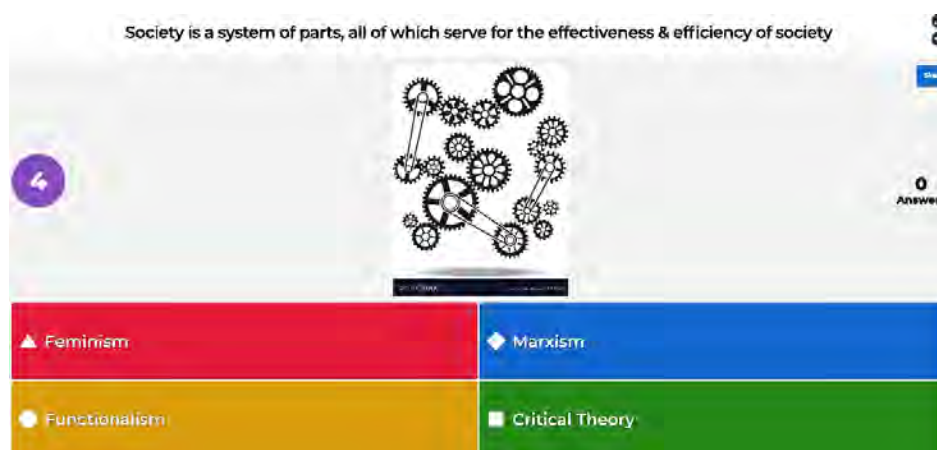 Society is a system of parts, all of which serve for the effectiveness & efficiency of society
4
0
Feminism
Marxism
Functionalism
Critical Theory